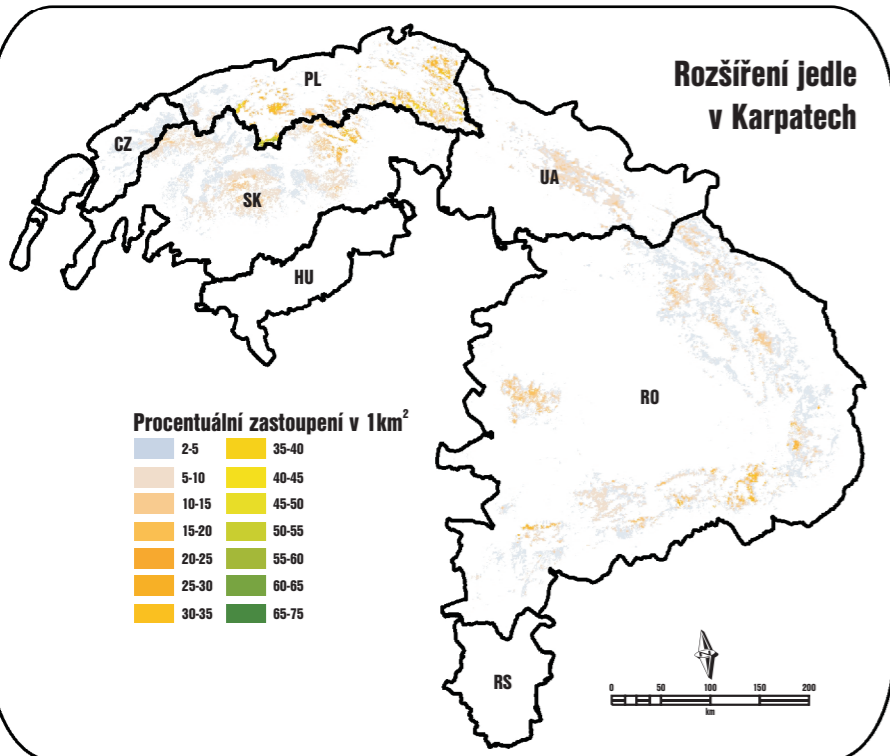 Rozšíření jedle
v Karpatech
PL
CZ
SK
UA
HU
RO
RS
Procentuální zastoupení v 1km²
2-5
5-10
10-15
15-20
20-25
25-30
30-35
35-40
40-45
45-50
50-55
55-60
60-65
65-75
0 50 100 150 200
km